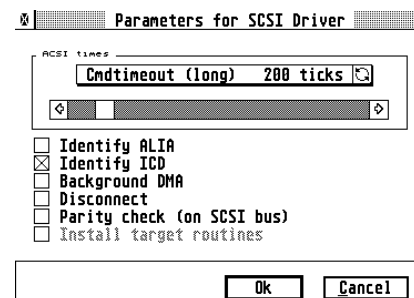 Parameters for SCSI Driver
ACSI times
Cmdtimeout (long) 200 ticks
Identify ALIA
Identify ICD
Background DMA
Disconnect
Parity check (on SCSI bus)
Install target routines
Ok Cancel